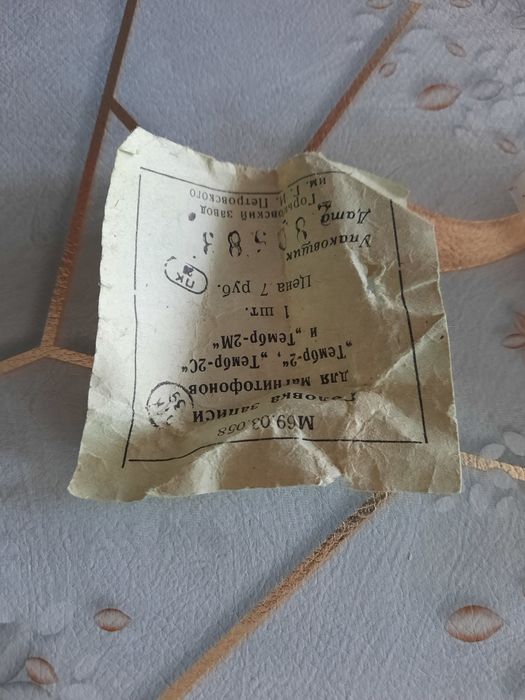 М69.03.058
Головка записи
для магнитофонов
„Тембр-2“, „Тембр-2С“
и „Тембр-2М“
1 шт.
Цена 7 руб.
ПК
Упаковщик
Дата
Горьковский завод
им. Г. И. Петровского